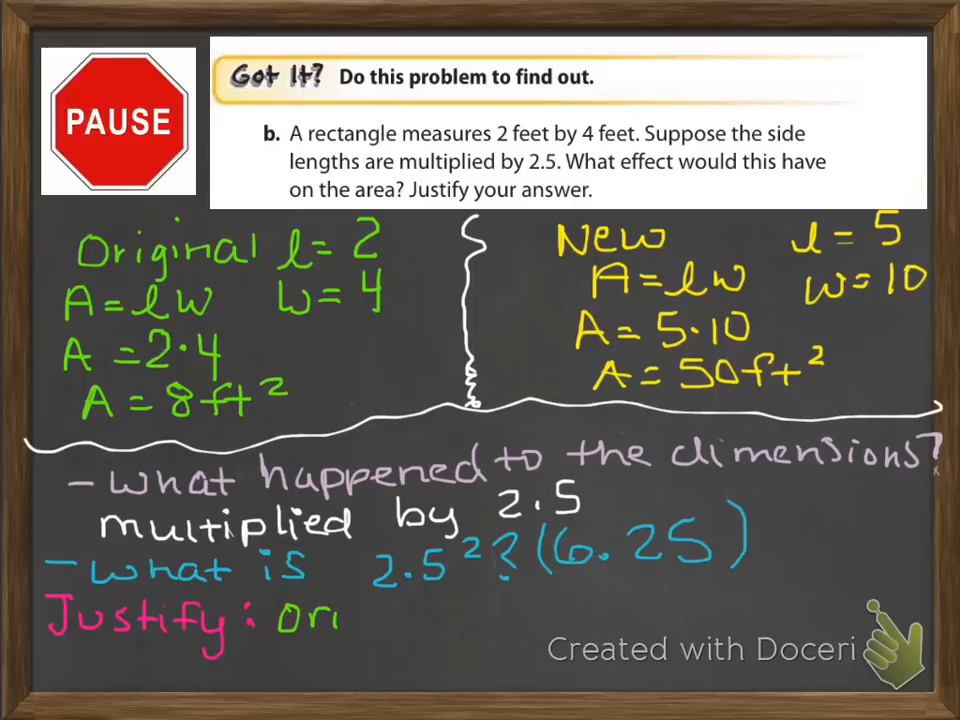 PAUSE
Got It? Do this problem to find out.
b. A rectangle measures 2 feet by 4 feet. Suppose the side
lengths are multiplied by 2.5. What effect would this have
on the area? Justify your answer.
Original l = 2
A = lw w = 4
A = 2·4
A = 8ft²
New l = 5
A = lw w = 10
A = 5·10
A = 50ft²
- What happened to the dimensions?
multiplied by 2.5
- What is 2.5²? (6.25)
Justify: Ori
Created with Doceri